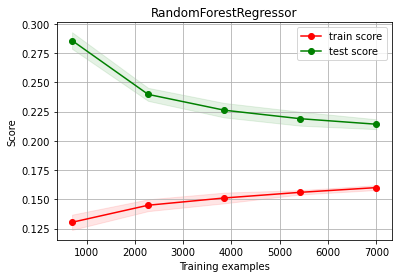 RandomForestRegressor
0.300
0.275
0.250
0.225
0.200
0.175
0.150
0.125
Score
train score
test score
1000 2000 3000 4000 5000 6000 7000
Training examples